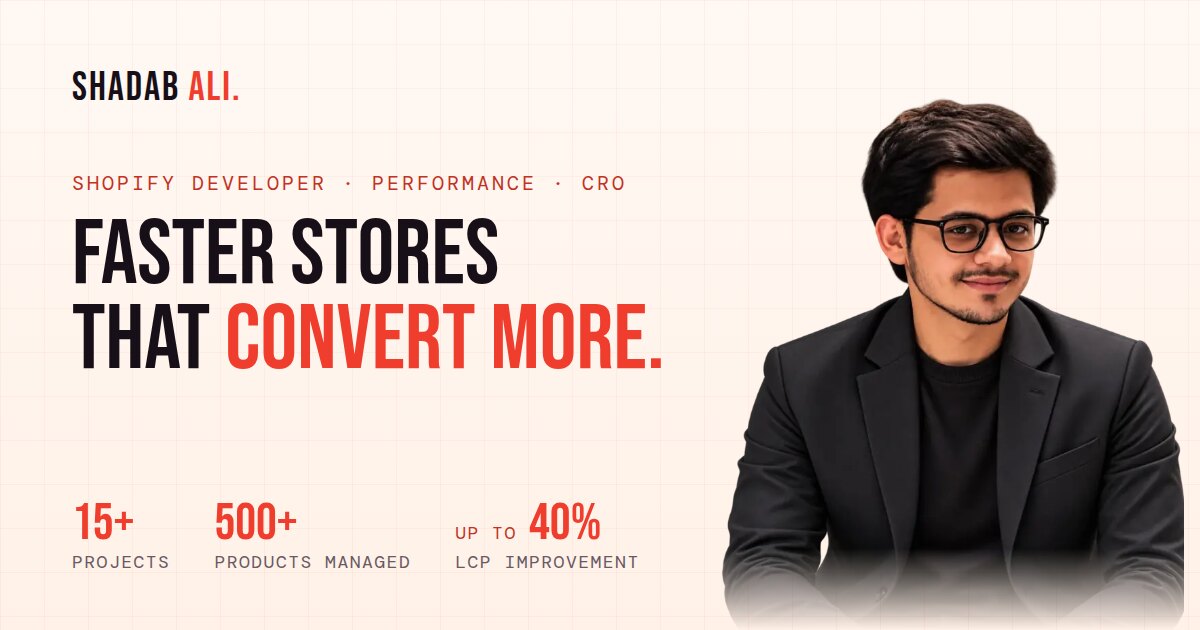 SHADAB ALI.
SHOPIFY DEVELOPER · PERFORMANCE · CRO
FASTER STORES
THAT CONVERT MORE.
15+
PROJECTS
500+
PRODUCTS MANAGED
UP TO 40%
LCP IMPROVEMENT